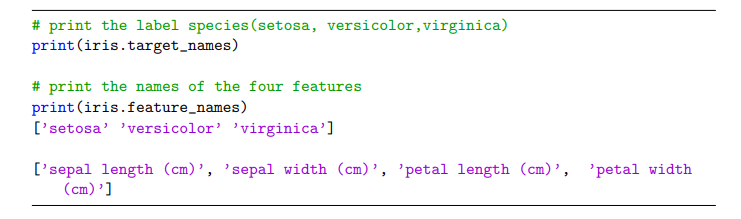 # print the label species(setosa, versicolor,virginica)
print(iris.target_names)
# print the names of the four features
print(iris.feature_names)
[’setosa’ ’versicolor’ ’virginica’]
[’sepal length (cm)’, ’sepal width (cm)’, ’petal length (cm)’,  ’petal width
(cm)’]